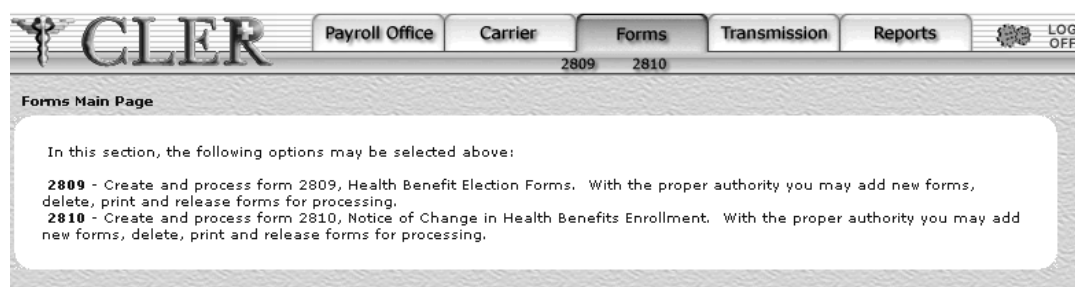 CLER
Payroll Office Carrier Forms Transmission Reports LOG OFF
2809 2810
Forms Main Page
In this section, the following options may be selected above:
2809 - Create and process form 2809, Health Benefit Election Forms. With the proper authority you may add new forms,
delete, print and release forms for processing.
2810 - Create and process form 2810, Notice of Change in Health Benefits Enrollment. With the proper authority you may add
new forms, delete, print and release forms for processing.